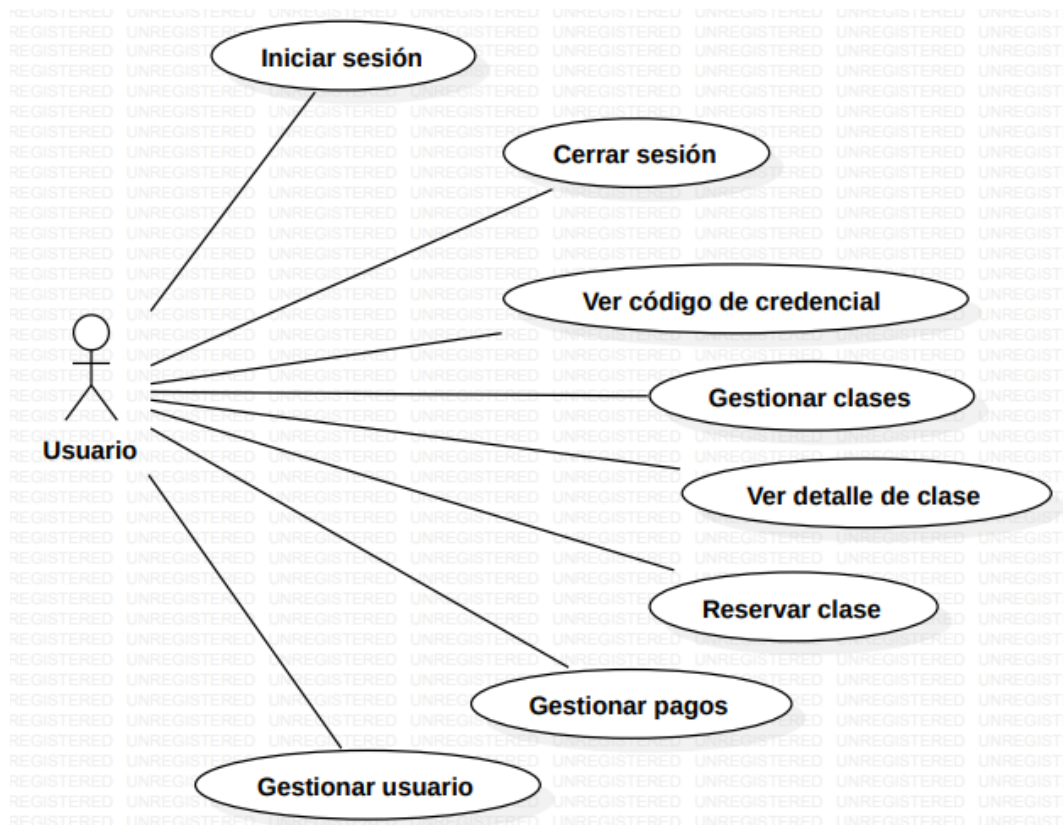 Iniciar sesión
Cerrar sesión
Ver código de credencial
Gestionar clases
Usuario
Ver detalle de clase
Reservar clase
Gestionar pagos
Gestionar usuario
UNREGISTERED